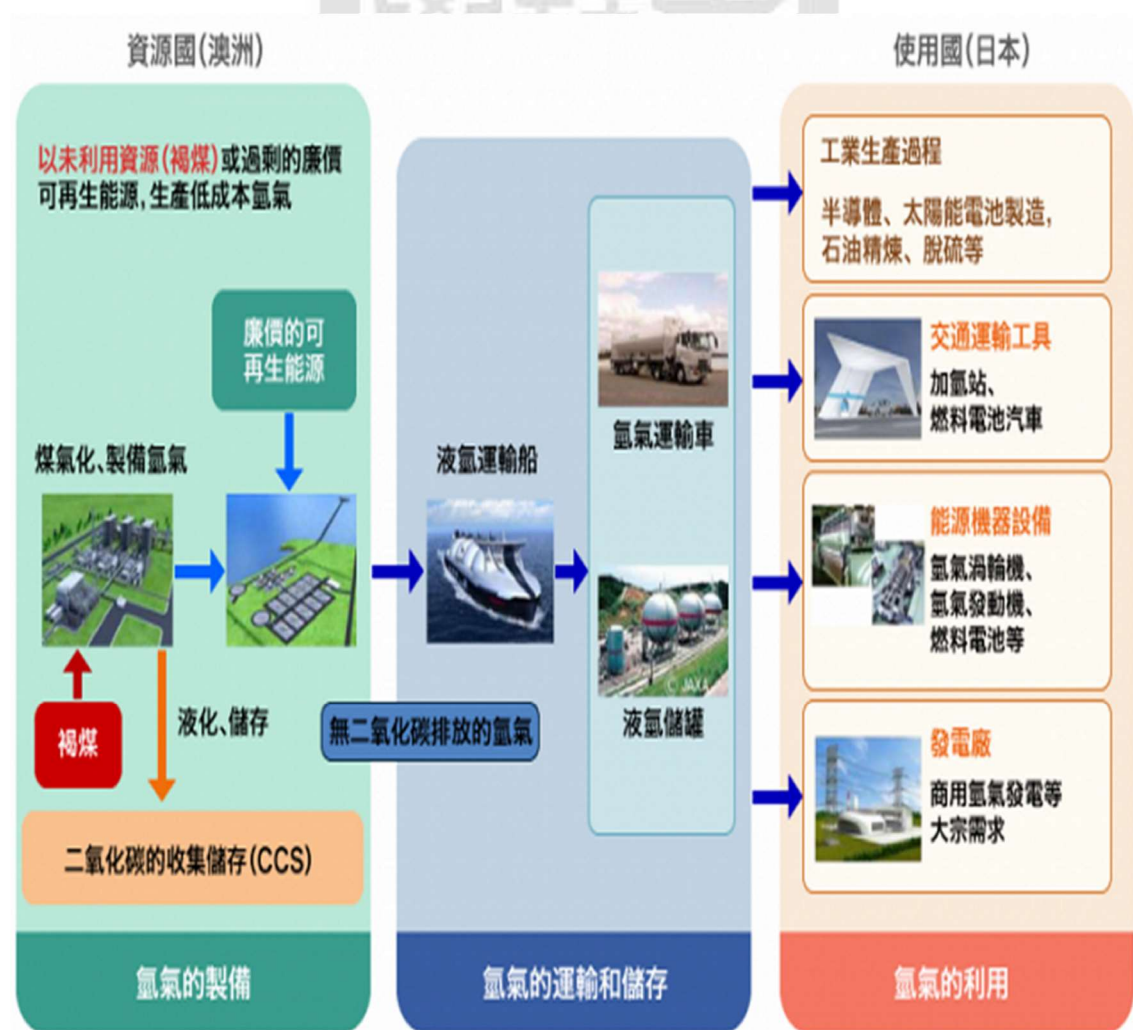 資源國(澳洲)
以未利用資源(褐煤)或過剩的廉價
可再生能源,生產低成本氫氣
廉價的可
再生能源
煤氣化、製備氫氣
褐煤
液化、儲存
二氧化碳的收集儲存(CCS)
氫氣的製備
液氫運輸船
無二氧化碳排放的氫氣
氫氣運輸車
© JAXA
液氫儲罐
氫氣的運輸和儲存
使用國(日本)
工業生產過程
半導體、太陽能電池製造,
石油精煉、脫硫等
交通運輸工具
加氫站、
燃料電池汽車
能源機器設備
氫氣渦輪機、
氫氣發動機、
燃料電池等
發電廠
商用氫氣發電等
大宗需求
氫氣的利用